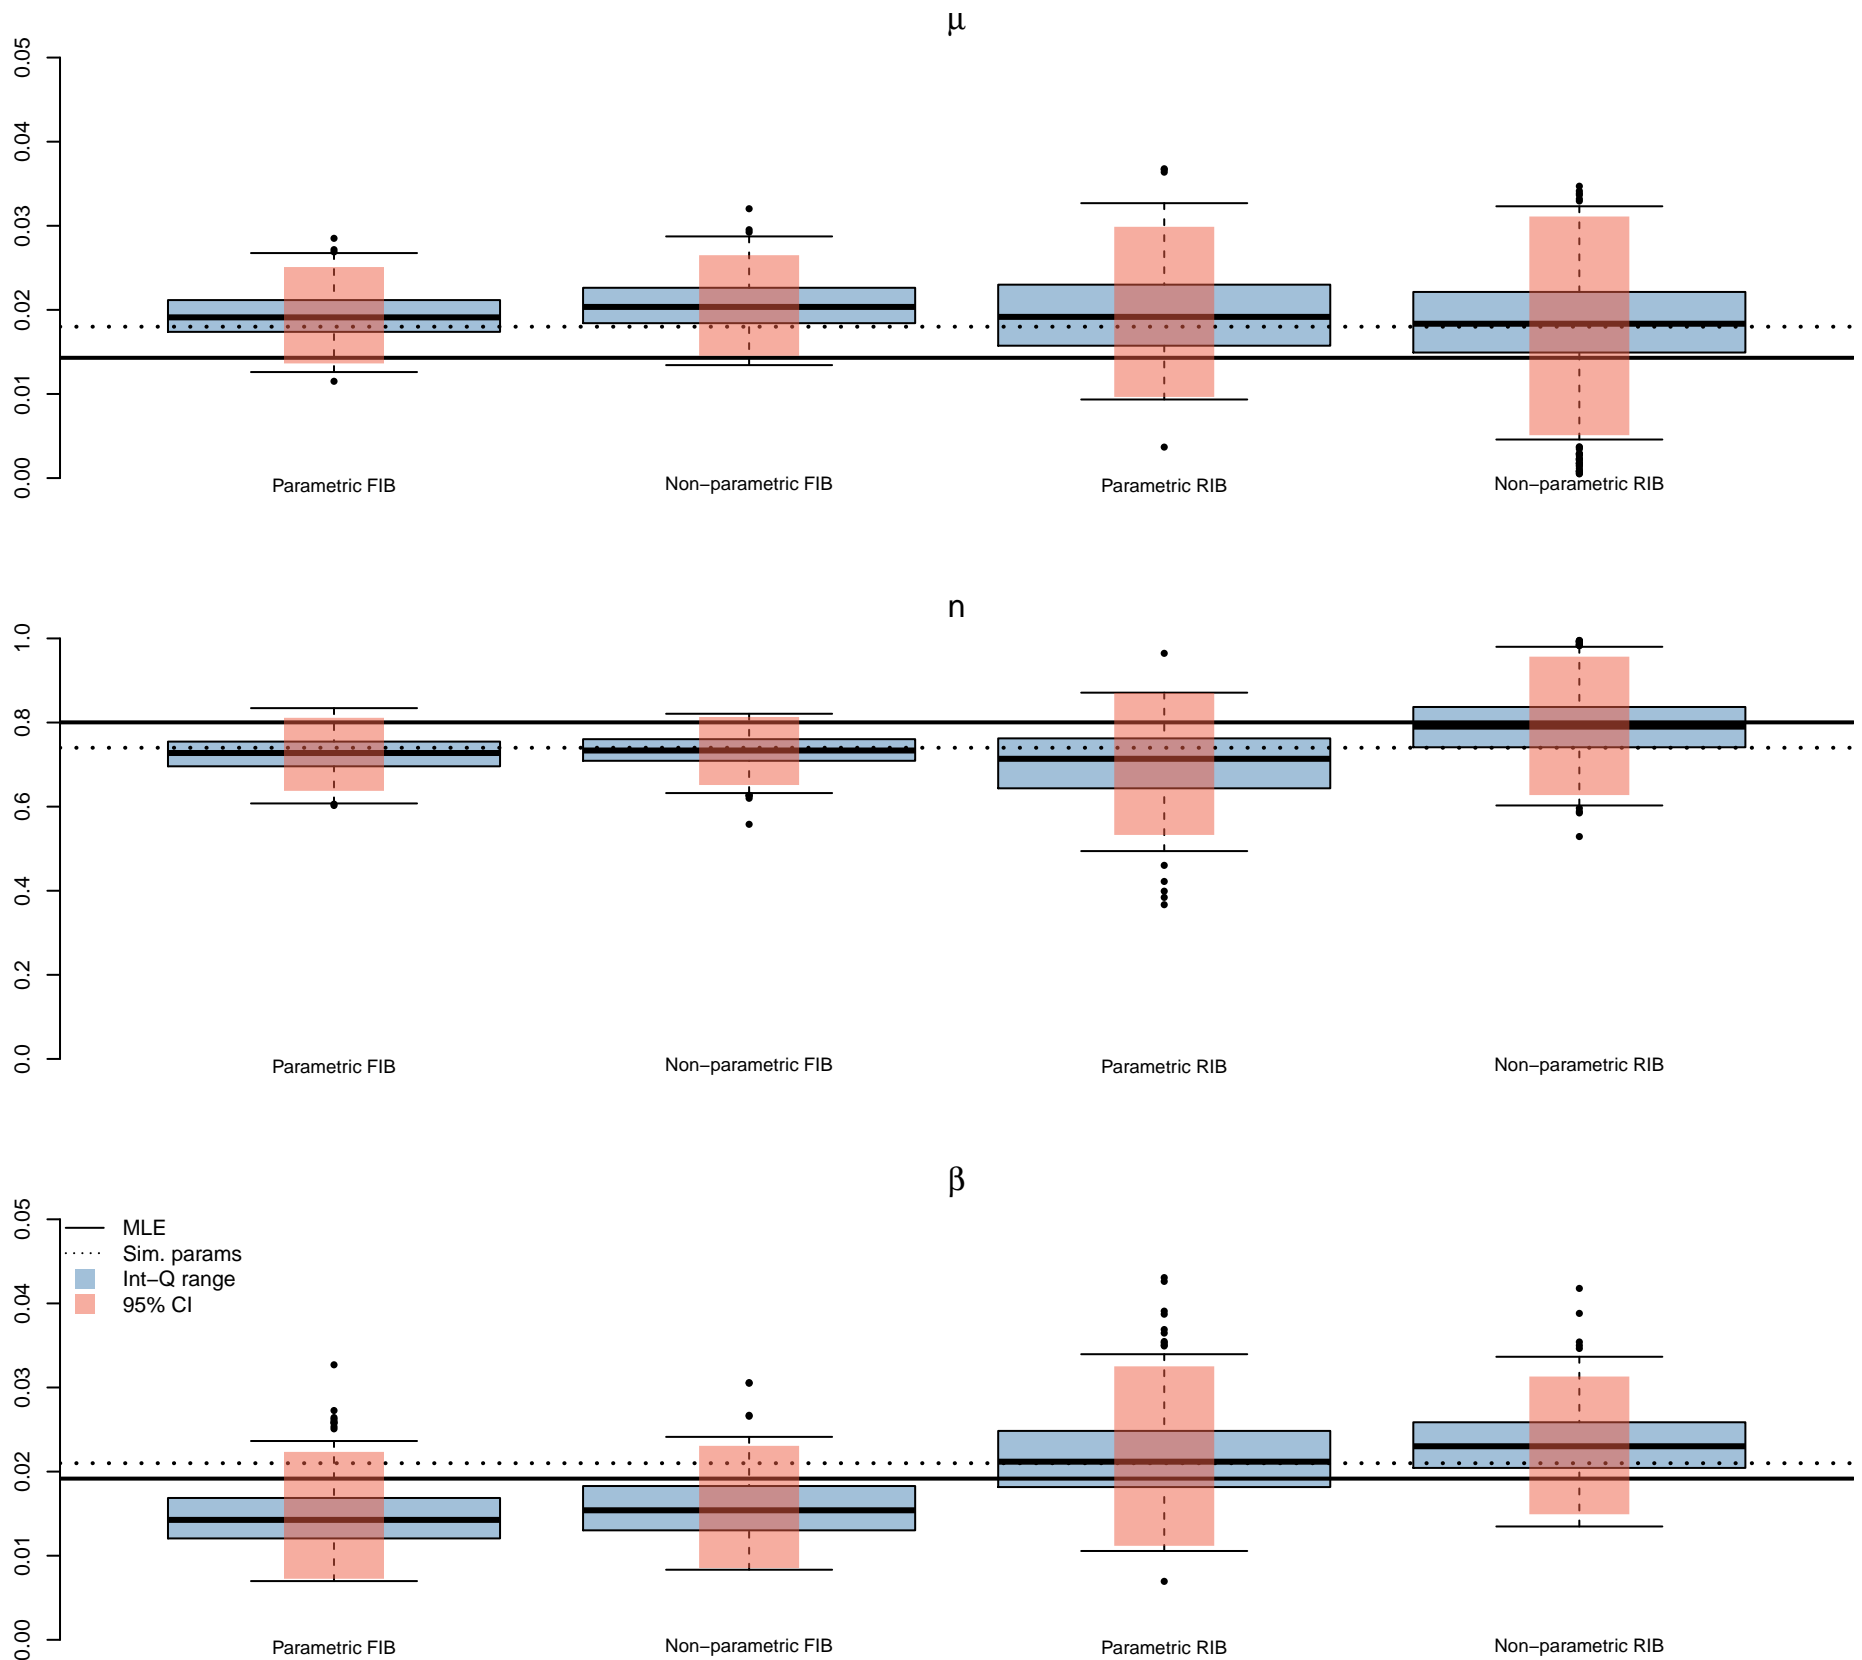 μ
0.05
0.04
0.03
0.02
0.01
0.00
Parametric FIB Non−parametric FIB Parametric RIB Non−parametric RIB
n
1.0
0.8
0.6
0.4
0.2
0.0
Parametric FIB Non−parametric FIB Parametric RIB Non−parametric RIB
β
0.05
MLE
Sim. params
Int−Q range
95% CI
0.04
0.03
0.02
0.01
0.00
Parametric FIB Non−parametric FIB Parametric RIB Non−parametric RIB